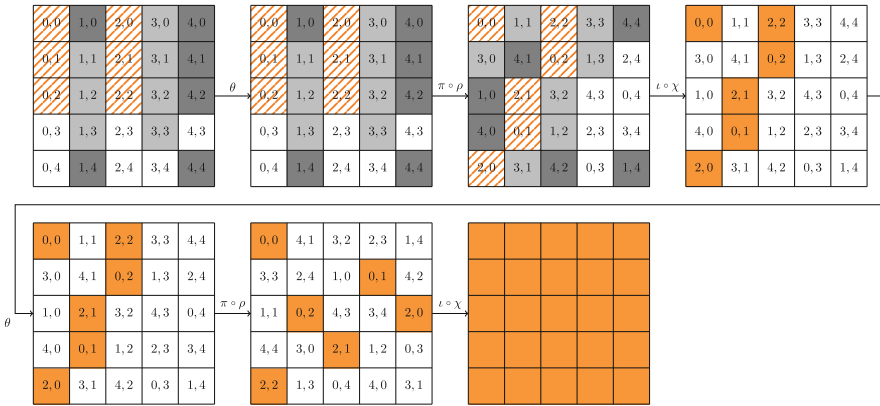 0,0 1,0 2,0 3,0 4,0
0,1 1,1 2,1 3,1 4,1
0,2 1,2 2,2 3,2 4,2
0,3 1,3 2,3 3,3 4,3
0,4 1,4 2,4 3,4 4,4
θ
0,0 1,0 2,0 3,0 4,0
0,1 1,1 2,1 3,1 4,1
0,2 1,2 2,2 3,2 4,2
0,3 1,3 2,3 3,3 4,3
0,4 1,4 2,4 3,4 4,4
π ∘ ρ
0,0 1,1 2,2 3,3 4,4
3,0 4,1 0,2 1,3 2,4
1,0 2,1 3,2 4,3 0,4
4,0 0,1 1,2 2,3 3,4
2,0 3,1 4,2 0,3 1,4
ι ∘ χ
0,0 1,1 2,2 3,3 4,4
3,0 4,1 0,2 1,3 2,4
1,0 2,1 3,2 4,3 0,4
4,0 0,1 1,2 2,3 3,4
2,0 3,1 4,2 0,3 1,4
θ
0,0 1,1 2,2 3,3 4,4
3,0 4,1 0,2 1,3 2,4
1,0 2,1 3,2 4,3 0,4
4,0 0,1 1,2 2,3 3,4
2,0 3,1 4,2 0,3 1,4
π ∘ ρ
0,0 4,1 3,2 2,3 1,4
3,3 2,4 1,0 0,1 4,2
1,1 0,2 4,3 3,4 2,0
4,4 3,0 2,1 1,2 0,3
2,2 1,3 0,4 4,0 3,1
ι ∘ χ